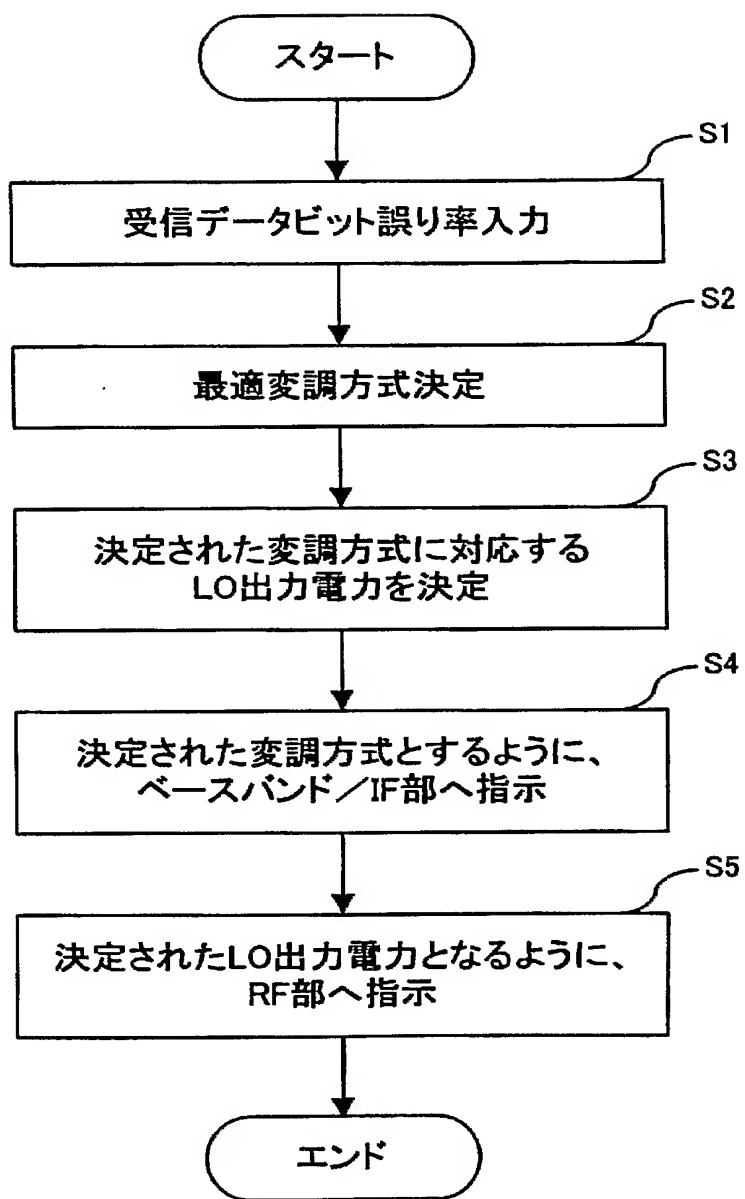 スタート
S1
受信データビット誤り率入力
S2
最適変調方式決定
S3
決定された変調方式に対応する
LO出力電力を決定
S4
決定された変調方式とするように、
ベースバンド／IF部へ指示
S5
決定されたLO出力電力となるように、
RF部へ指示
エンド